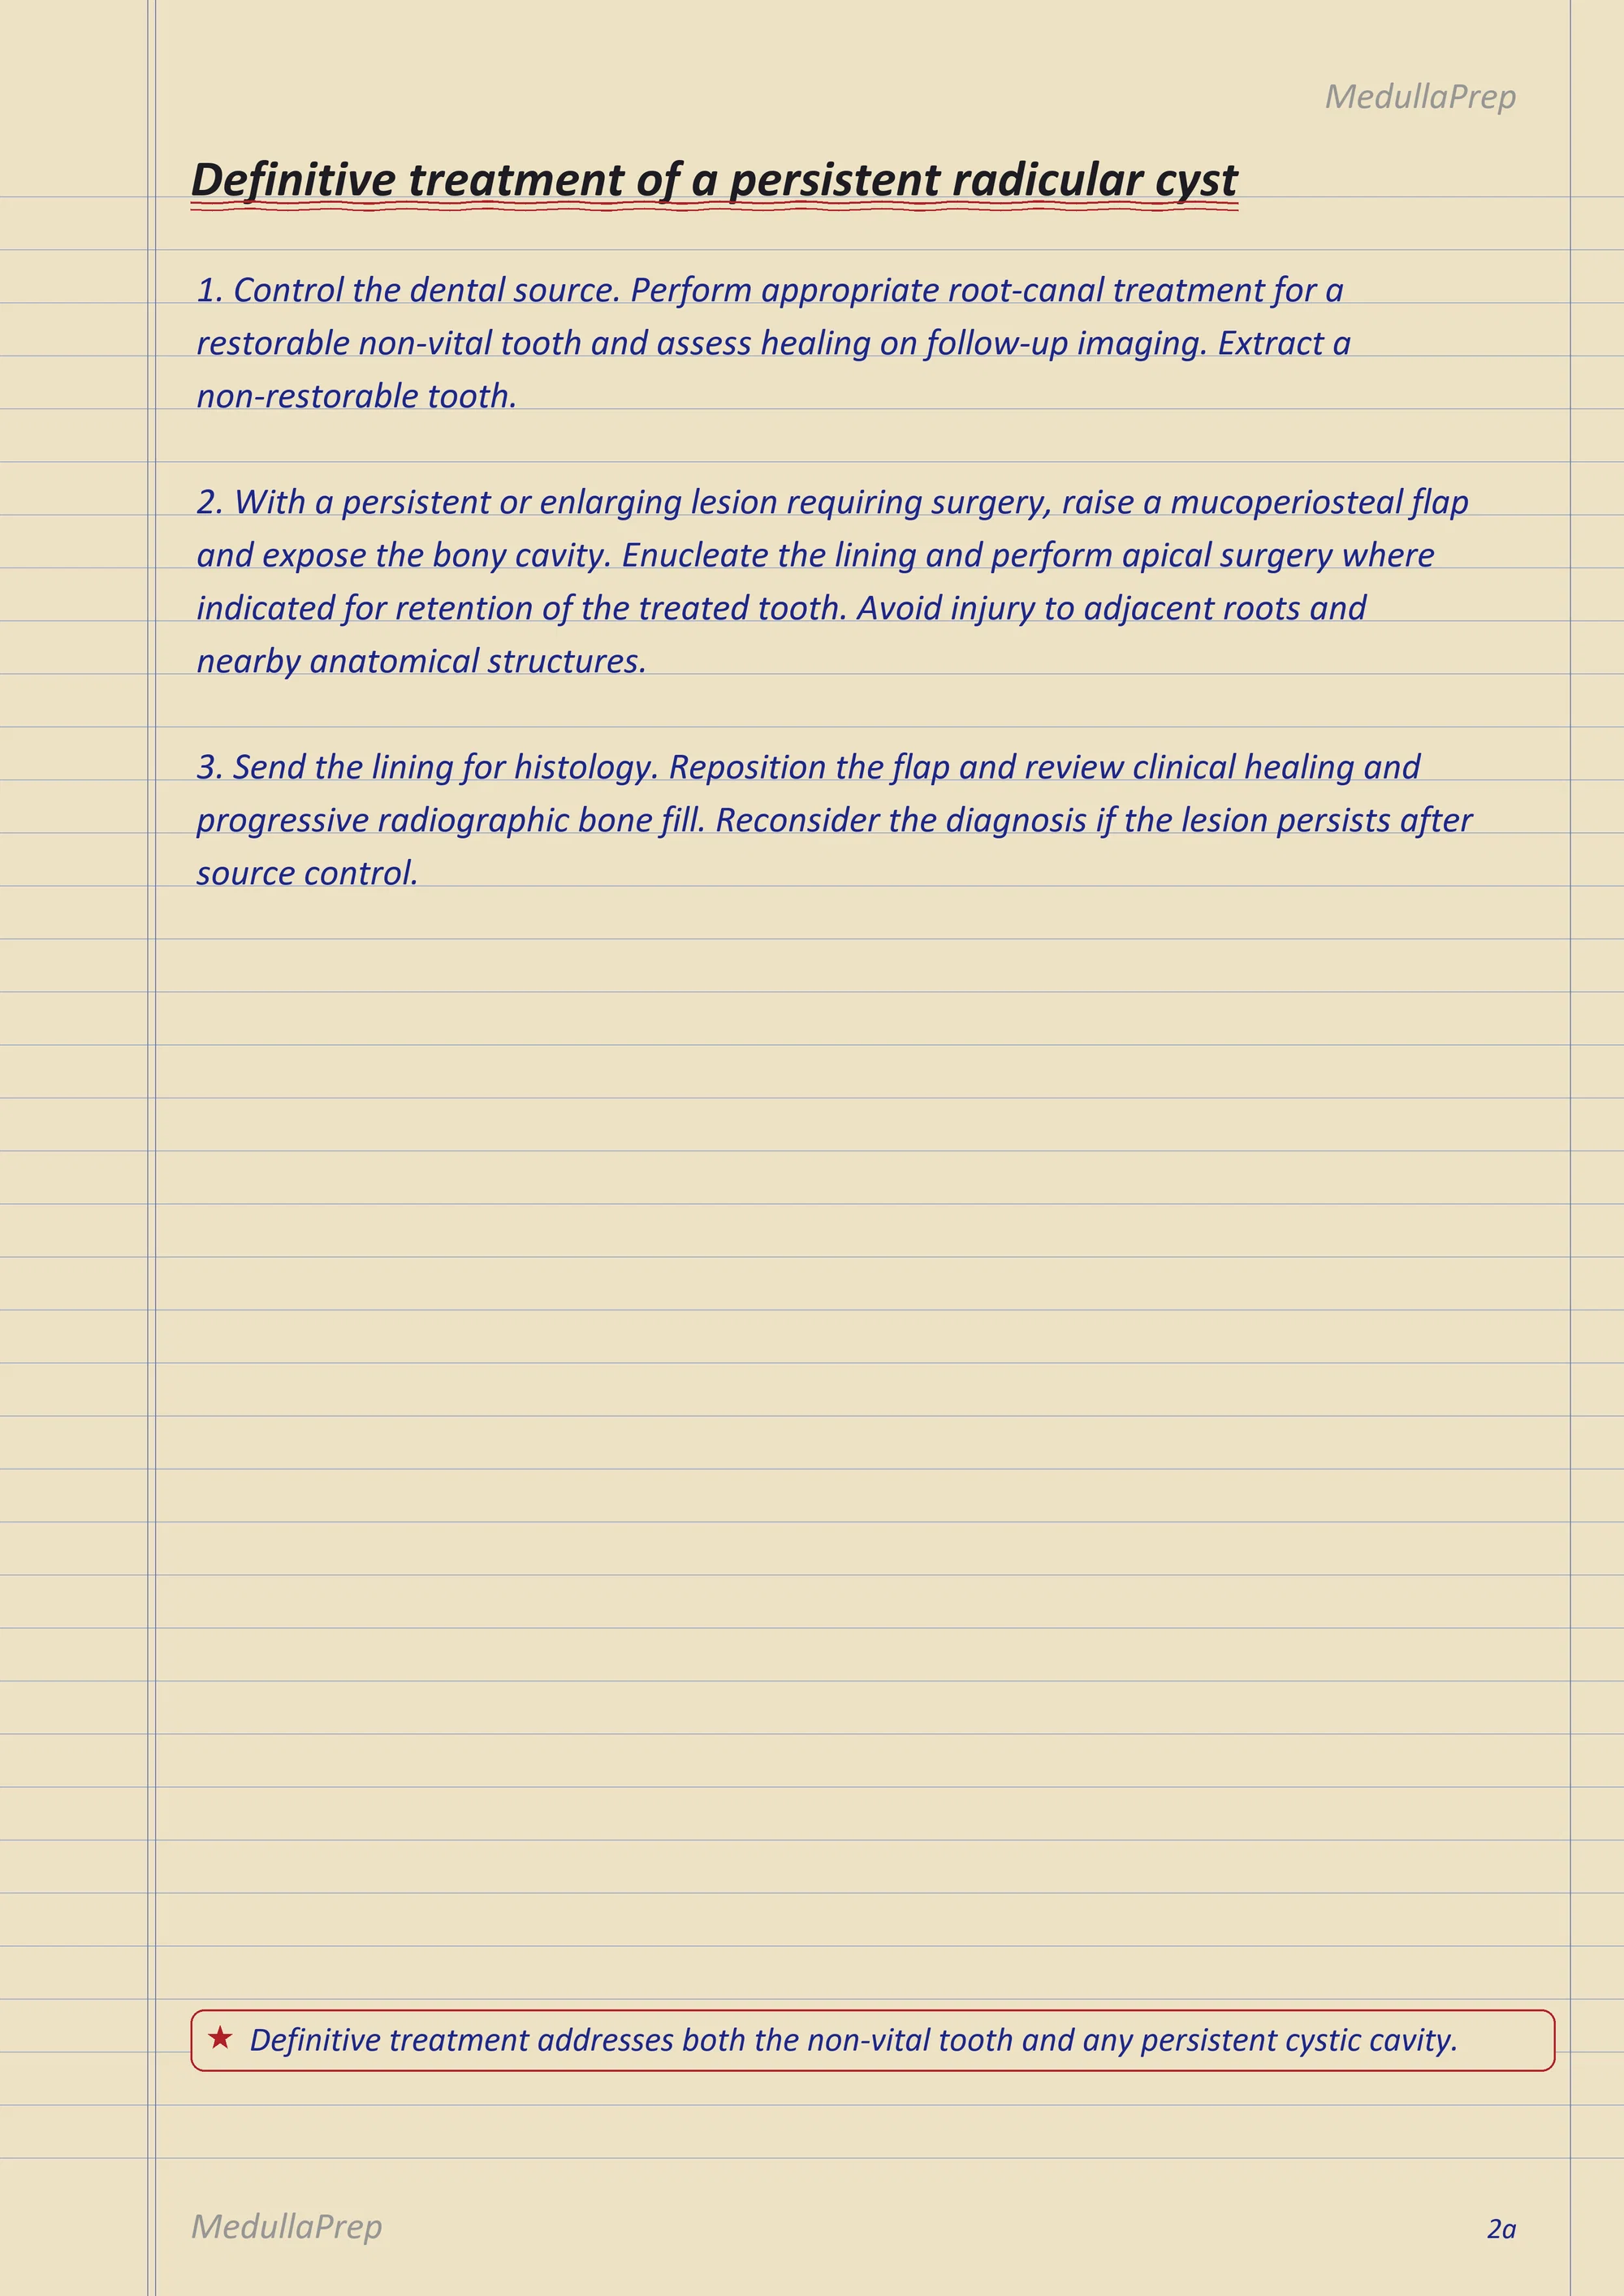 MedullaPrep
Definitive treatment of a persistent radicular cyst
1. Control the dental source. Perform appropriate root-canal treatment for a
restorable non-vital tooth and assess healing on follow-up imaging. Extract a
non-restorable tooth.
2. With a persistent or enlarging lesion requiring surgery, raise a mucoperiosteal flap
and expose the bony cavity. Enucleate the lining and perform apical surgery where
indicated for retention of the treated tooth. Avoid injury to adjacent roots and
nearby anatomical structures.
3. Send the lining for histology. Reposition the flap and review clinical healing and
progressive radiographic bone fill. Reconsider the diagnosis if the lesion persists after
source control.
★ Definitive treatment addresses both the non-vital tooth and any persistent cystic cavity.
MedullaPrep
2a